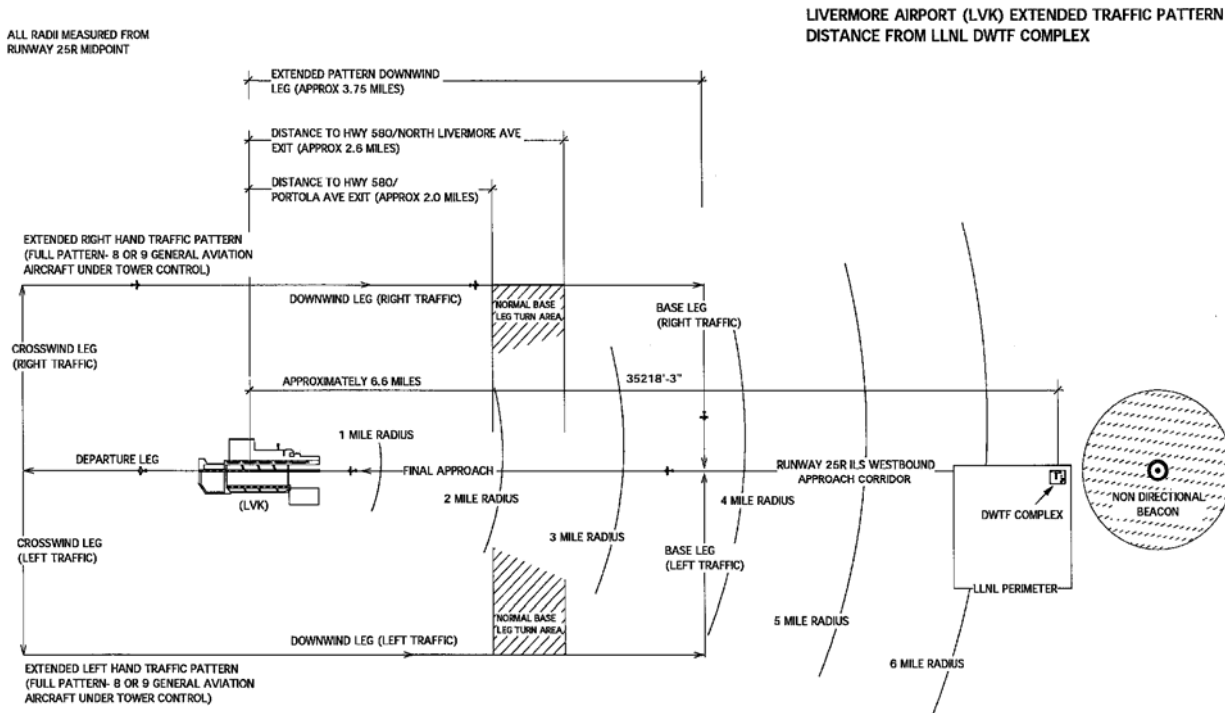 LIVERMORE AIRPORT (LVK) EXTENDED TRAFFIC PATTERN
DISTANCE FROM LLNL DWTF COMPLEX
ALL RADII MEASURED FROM
RUNWAY 25R MIDPOINT
EXTENDED PATTERN DOWNWIND
LEG (APPROX 3.75 MILES)
DISTANCE TO HWY 580/NORTH LIVERMORE AVE
EXIT (APPROX 2.6 MILES)
DISTANCE TO HWY 580/
PORTOLA AVE EXIT (APPROX 2.0 MILES)
EXTENDED RIGHT HAND TRAFFIC PATTERN
(FULL PATTERN- 8 OR 9 GENERAL AVIATION
AIRCRAFT UNDER TOWER CONTROL)
DOWNWIND LEG (RIGHT TRAFFIC)
NORMAL BASE
LEG TURN AREA
BASE LEG
(RIGHT TRAFFIC)
CROSSWIND LEG
(RIGHT TRAFFIC)
APPROXIMATELY 6.6 MILES
35218'-3"
1 MILE RADIUS
DEPARTURE LEG
FINAL APPROACH
RUNWAY 25R ILS WESTBOUND
APPROACH CORRIDOR
(LVK)
2 MILE RADIUS
4 MILE RADIUS
DWTF COMPLEX
NON DIRECTIONAL
BEACON
CROSSWIND LEG
(LEFT TRAFFIC)
3 MILE RADIUS
BASE LEG
(LEFT TRAFFIC)
LLNL PERIMETER
NORMAL BASE
LEG TURN AREA
5 MILE RADIUS
DOWNWIND LEG (LEFT TRAFFIC)
6 MILE RADIUS
EXTENDED LEFT HAND TRAFFIC PATTERN
(FULL PATTERN- 8 OR 9 GENERAL AVIATION
AIRCRAFT UNDER TOWER CONTROL)